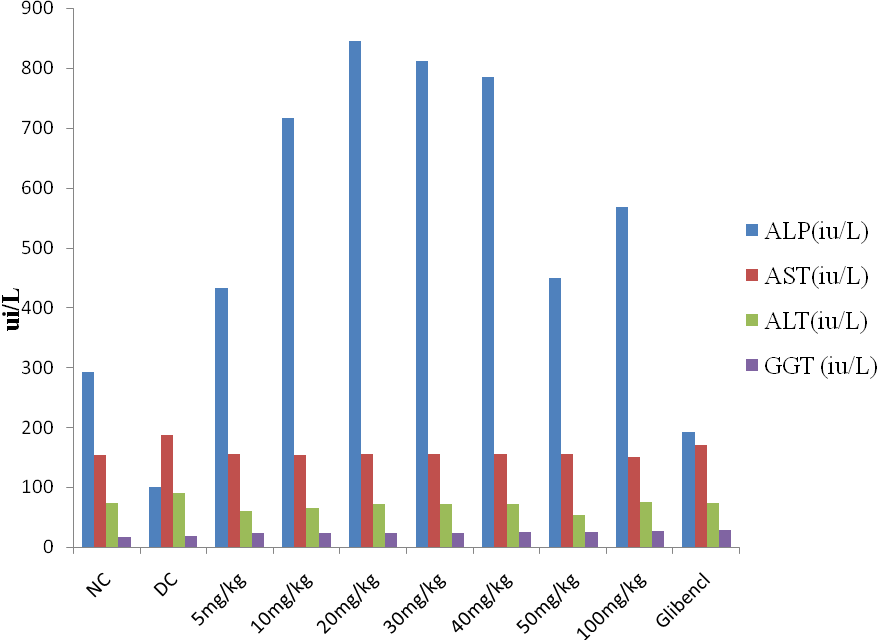 900
800
700
600
500
400
300
200
100
0
ui/L
NC
DC
5mg/kg
10mg/kg
20mg/kg
30mg/kg
40mg/kg
50mg/kg
100mg/kg
Glibencl
ALP(iu/L)
AST(iu/L)
ALT(iu/L)
GGT (iu/L)